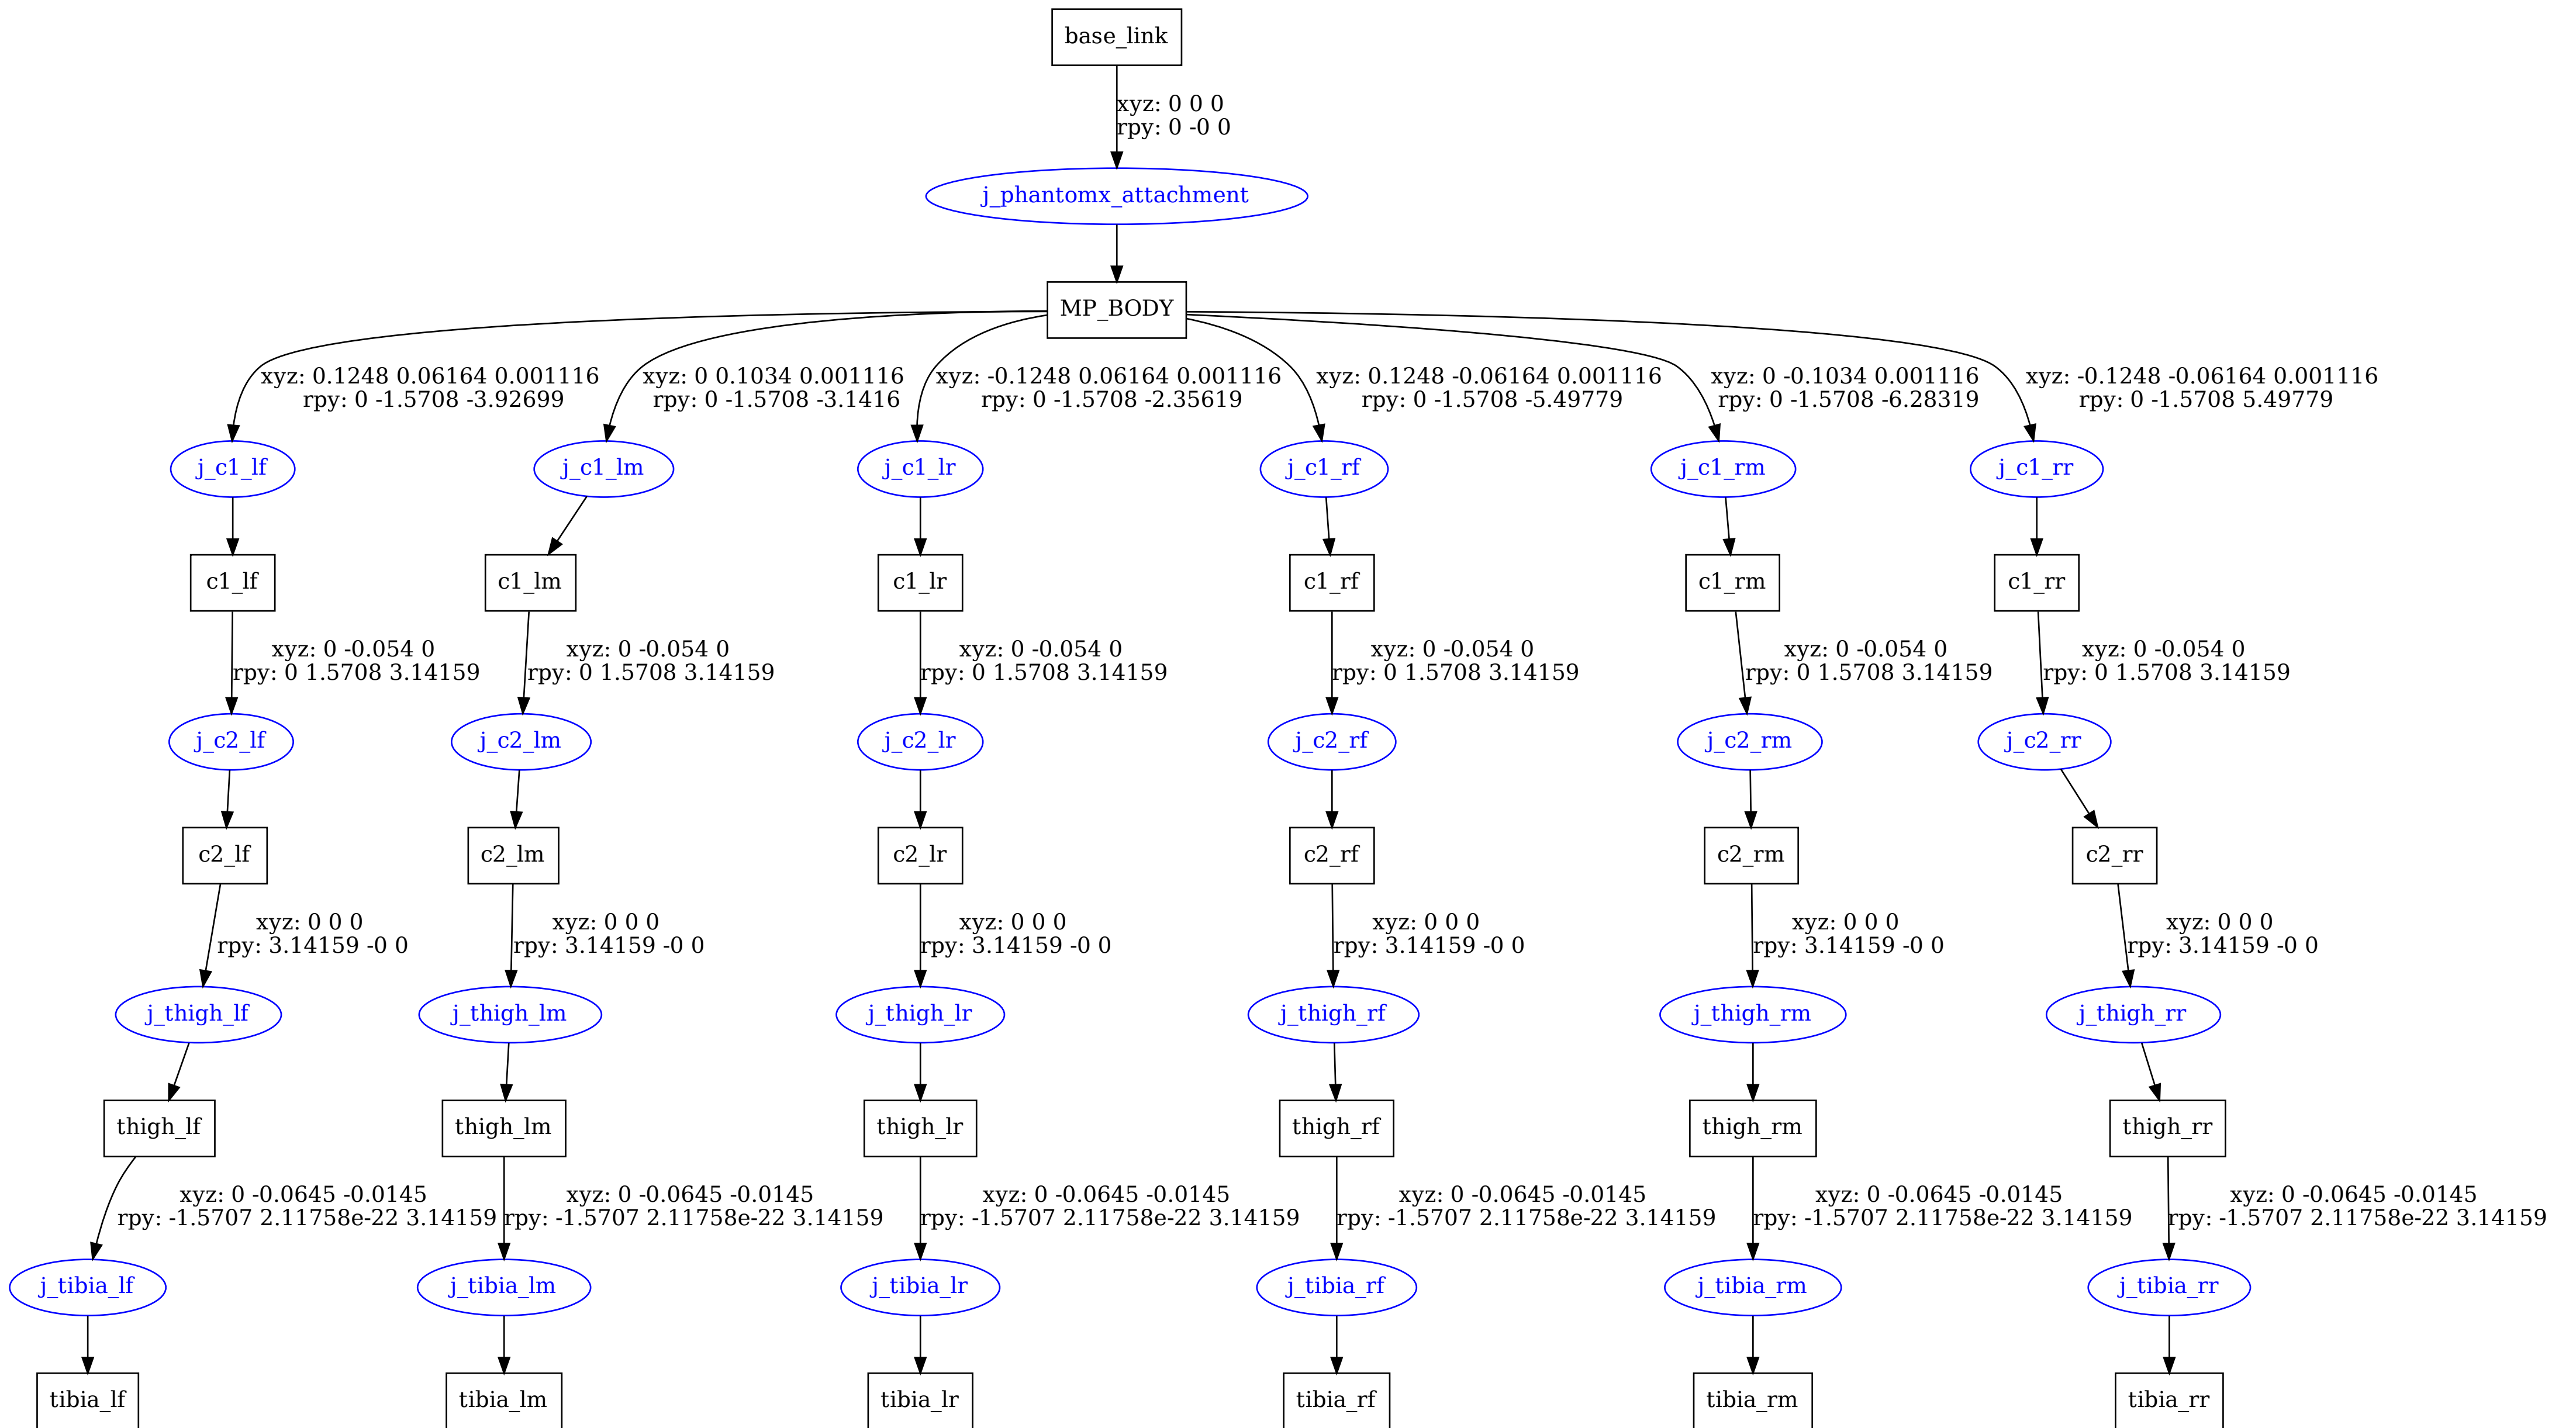 base_link
xyz: 0 0 0
rpy: 0 -0 0
j_phantomx_attachment
MP_BODY
xyz: 0.1248 0.06164 0.001116
rpy: 0 -1.5708 -3.92699
xyz: 0 0.1034 0.001116
rpy: 0 -1.5708 -3.1416
xyz: -0.1248 0.06164 0.001116
rpy: 0 -1.5708 -2.35619
xyz: 0.1248 -0.06164 0.001116
rpy: 0 -1.5708 -5.49779
xyz: 0 -0.1034 0.001116
rpy: 0 -1.5708 -6.28319
xyz: -0.1248 -0.06164 0.001116
rpy: 0 -1.5708 5.49779
j_c1_lf
j_c1_lm
j_c1_lr
j_c1_rf
j_c1_rm
j_c1_rr
c1_lf
c1_lm
c1_lr
c1_rf
c1_rm
c1_rr
xyz: 0 -0.054 0
rpy: 0 1.5708 3.14159
xyz: 0 -0.054 0
rpy: 0 1.5708 3.14159
xyz: 0 -0.054 0
rpy: 0 1.5708 3.14159
xyz: 0 -0.054 0
rpy: 0 1.5708 3.14159
xyz: 0 -0.054 0
rpy: 0 1.5708 3.14159
xyz: 0 -0.054 0
rpy: 0 1.5708 3.14159
j_c2_lf
j_c2_lm
j_c2_lr
j_c2_rf
j_c2_rm
j_c2_rr
c2_lf
c2_lm
c2_lr
c2_rf
c2_rm
c2_rr
xyz: 0 0 0
rpy: 3.14159 -0 0
xyz: 0 0 0
rpy: 3.14159 -0 0
xyz: 0 0 0
rpy: 3.14159 -0 0
xyz: 0 0 0
rpy: 3.14159 -0 0
xyz: 0 0 0
rpy: 3.14159 -0 0
xyz: 0 0 0
rpy: 3.14159 -0 0
j_thigh_lf
j_thigh_lm
j_thigh_lr
j_thigh_rf
j_thigh_rm
j_thigh_rr
thigh_lf
thigh_lm
thigh_lr
thigh_rf
thigh_rm
thigh_rr
xyz: 0 -0.0645 -0.0145
rpy: -1.5707 2.11758e-22 3.14159
xyz: 0 -0.0645 -0.0145
rpy: -1.5707 2.11758e-22 3.14159
xyz: 0 -0.0645 -0.0145
rpy: -1.5707 2.11758e-22 3.14159
xyz: 0 -0.0645 -0.0145
rpy: -1.5707 2.11758e-22 3.14159
xyz: 0 -0.0645 -0.0145
rpy: -1.5707 2.11758e-22 3.14159
xyz: 0 -0.0645 -0.0145
rpy: -1.5707 2.11758e-22 3.14159
j_tibia_lf
j_tibia_lm
j_tibia_lr
j_tibia_rf
j_tibia_rm
j_tibia_rr
tibia_lf
tibia_lm
tibia_lr
tibia_rf
tibia_rm
tibia_rr